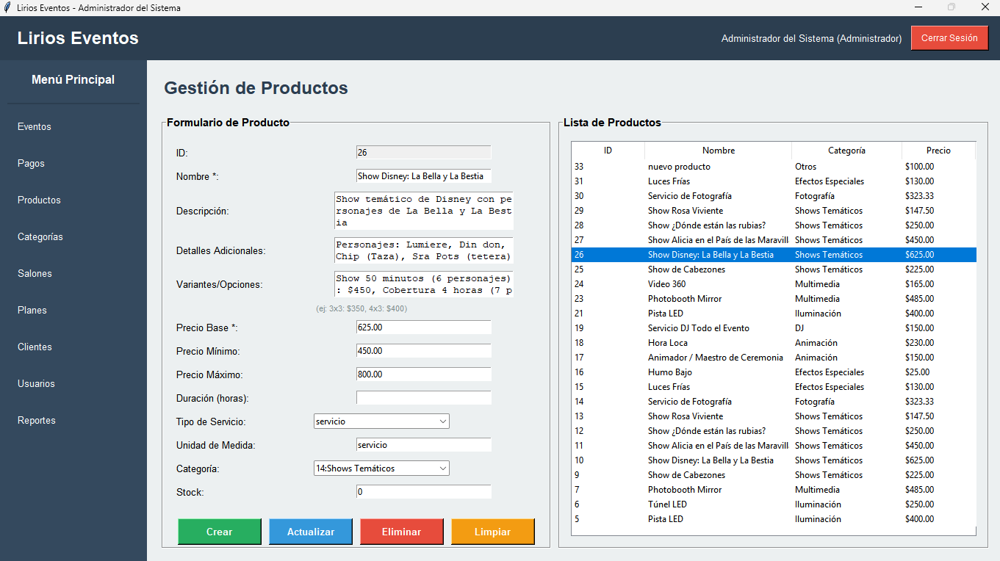 Lirios Eventos - Administrador del Sistema
Lirios Eventos
Administrador del Sistema (Administrador)
Cerrar Sesión
Menú Principal
Eventos
Pagos
Productos
Categorías
Salones
Planes
Clientes
Usuarios
Reportes
Gestión de Productos
Formulario de Producto
ID:
26
Nombre *:
Show Disney: La Bella y La Bestia
Descripción:
Show temático de Disney con pe
rsonajes de La Bella y La Best
ia
Detalles Adicionales:
Personajes: Lumiere, Din don,
Chip (Taza), Sra Pots (tetera)
Variantes/Opciones:
Show 50 minutos (6 personajes)
: $450, Cobertura 4 horas (7 p
(ej: 3x3: $350, 4x3: $400)
Precio Base *:
625.00
Precio Mínimo:
450.00
Precio Máximo:
800.00
Duración (horas):
Tipo de Servicio:
servicio
Unidad de Medida:
servicio
Categoría:
14:Shows Temáticos
Stock:
0
Crear
Actualizar
Eliminar
Limpiar
Lista de Productos
ID Nombre Categoría Precio
33 nuevo producto Otros $100.00
31 Luces Frías Efectos Especiales $130.00
30 Servicio de Fotografía Fotografía $323.33
29 Show Rosa Viviente Shows Temáticos $147.50
28 Show ¿Dónde están las rubias? Shows Temáticos $250.00
27 Show Alicia en el País de las Maravill Shows Temáticos $450.00
26 Show Disney: La Bella y La Bestia Shows Temáticos $625.00
25 Show de Cabezones Shows Temáticos $225.00
24 Video 360 Multimedia $165.00
23 Photobooth Mirror Multimedia $485.00
21 Pista LED Iluminación $400.00
19 Servicio DJ Todo el Evento DJ $150.00
18 Hora Loca Animación $230.00
17 Animador / Maestro de Ceremonia Animación $150.00
16 Humo Bajo Efectos Especiales $25.00
15 Luces Frías Efectos Especiales $130.00
14 Servicio de Fotografía Fotografía $323.33
13 Show Rosa Viviente Shows Temáticos $147.50
12 Show ¿Dónde están las rubias? Shows Temáticos $250.00
11 Show Alicia en el País de las Maravill Shows Temáticos $450.00
10 Show Disney: La Bella y La Bestia Shows Temáticos $625.00
9 Show de Cabezones Shows Temáticos $225.00
7 Photobooth Mirror Multimedia $485.00
6 Túnel LED Iluminación $250.00
5 Pista LED Iluminación $400.00